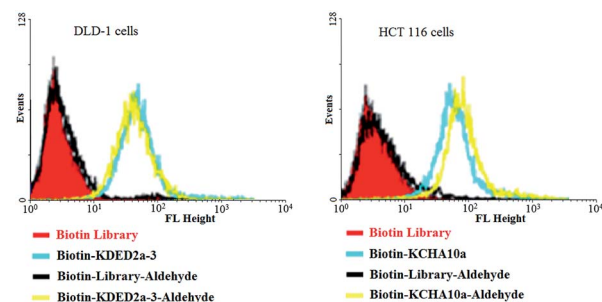 DLD-1 cells
128
Events
0
10⁰ 10¹ 10² 10³ 10⁴
FL Height
Biotin Library
Biotin-KDED2a-3
Biotin-Library-Aldehyde
Biotin-KDED2a-3-Aldehyde
HCT 116 cells
128
Events
0
10⁰ 10¹ 10² 10³ 10⁴
FL Height
Biotin Library
Biotin-KCHA10a
Biotin-Library-Aldehyde
Biotin-KCHA10a-Aldehyde